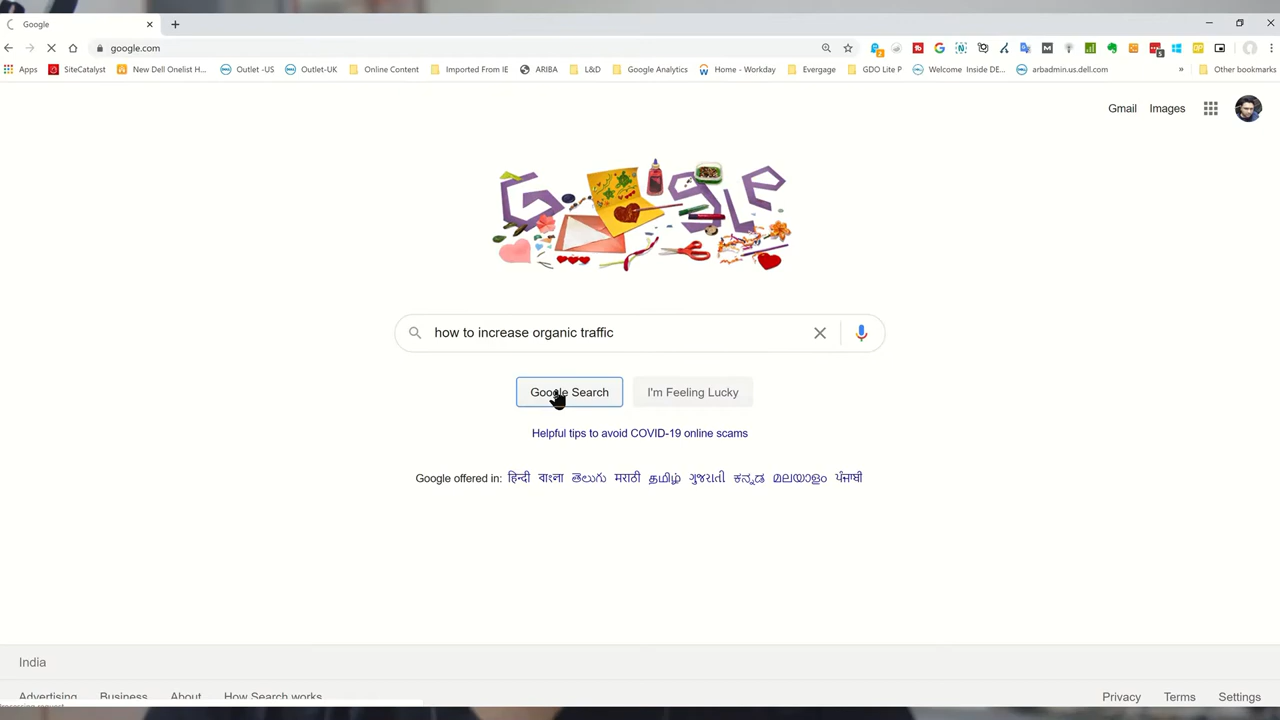 Google
google.com
Apps SiteCatalyst New Dell Onelist H... Outlet -US Outlet-UK Online Content Imported From IE ARIBA L&D Google Analytics Home - Workday Evergage GDO Lite P Welcome Inside DE... arbadmin.us.dell.com » Other bookmarks
Gmail Images
how to increase organic traffic
Google Search I'm Feeling Lucky
Helpful tips to avoid COVID-19 online scams
Google offered in: हिन्दी বাংলা తెలుగు मराठी தமிழ் ગુજરાતી ಕನ್ನಡ മലയാളം ਪੰਜਾਬੀ
India
Advertising Business About How Search works Privacy Terms Settings